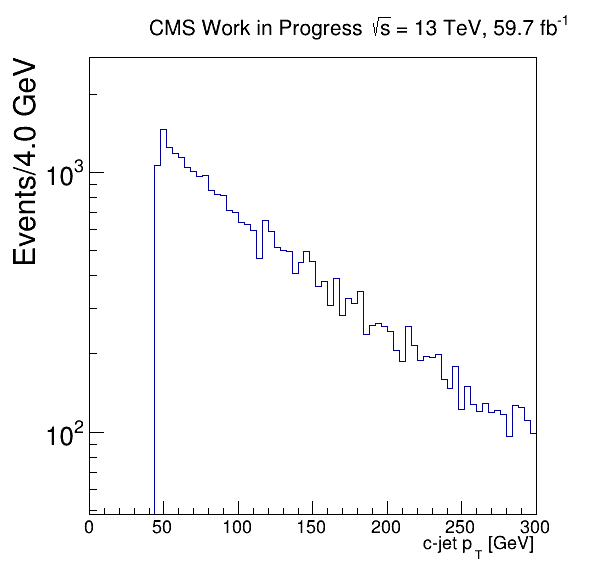 CMS Work in Progress √s = 13 TeV, 59.7 fb⁻¹
Events/4.0 GeV
10³
10²
0 50 100 150 200 250 300
c-jet p_T [GeV]